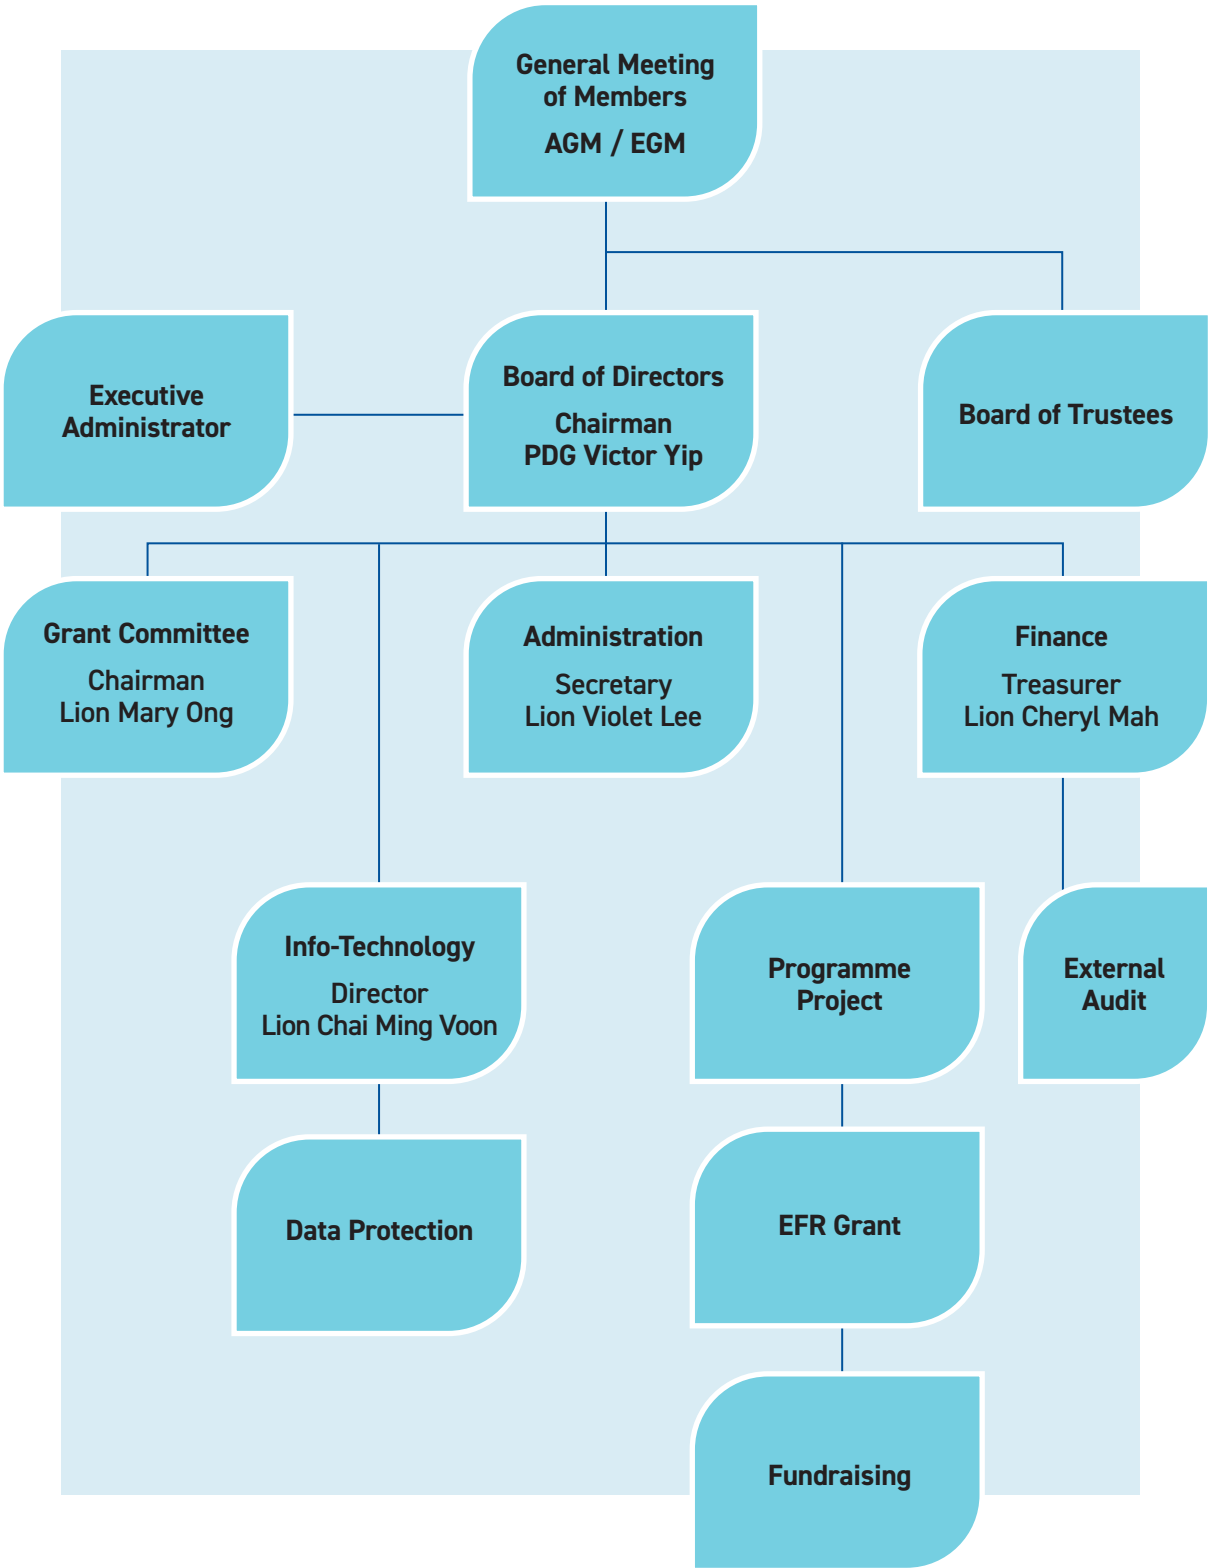 General Meeting
of Members
AGM / EGM
Executive
Administrator
Board of Directors
Chairman
PDG Victor Yip
Board of Trustees
Grant Committee
Chairman
Lion Mary Ong
Administration
Secretary
Lion Violet Lee
Finance
Treasurer
Lion Cheryl Mah
Info-Technology
Director
Lion Chai Ming Voon
Programme
Project
External
Audit
Data Protection
EFR Grant
Fundraising